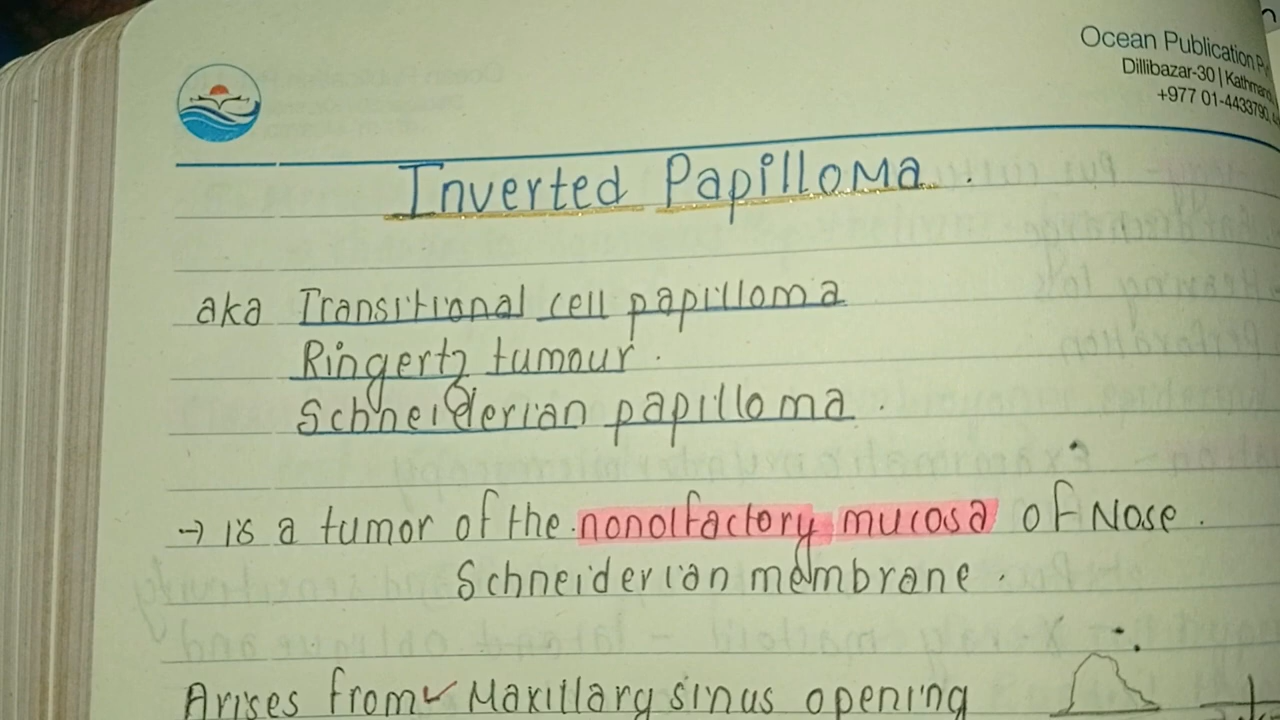 Ocean Publication
Dillibazar-30 | Kathmandu
+977 01-4433790,
Inverted Papilloma.
aka Transitional cell papilloma
Ringertz tumour.
Schneiderian papilloma.
→ is a tumor of the nonolfactory mucosa of Nose.
Schneiderian membrane.
Arises from Maxillary sinus opening